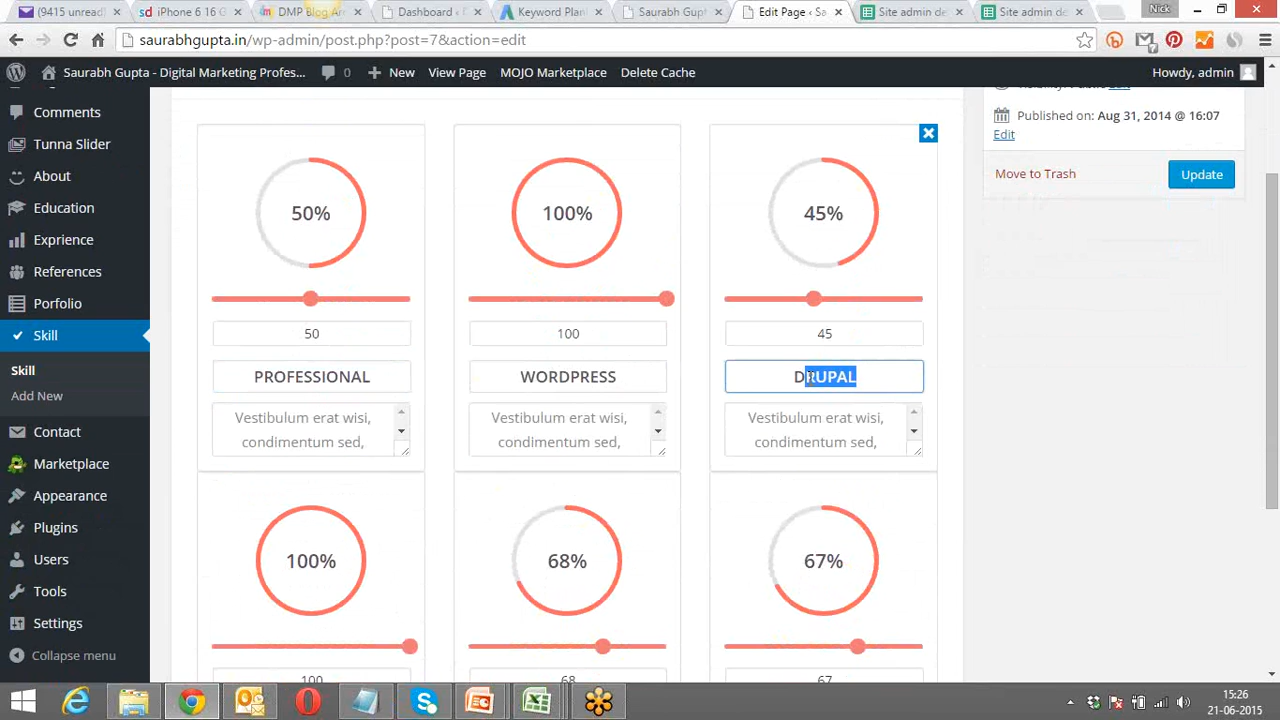 (9415 unread)
iPhone 6 16 G
DMP Blog An
Dashboard ‹
Keyword Plan
Saurabh Gupt
Edit Page ‹ Sa
Site admin de
Site admin de
Nick
saurabhgupta.in/wp-admin/post.php?post=7&action=edit
Saurabh Gupta - Digital Marketing Profes...
0
New
View Page
MOJO Marketplace
Delete Cache
Howdy, admin
Comments
Tunna Slider
About
Education
Exprience
References
Porfolio
Skill
Skill
Add New
Contact
Marketplace
Appearance
Plugins
Users
Tools
Settings
Collapse menu
50%
50
PROFESSIONAL
Vestibulum erat wisi,
condimentum sed,
100%
100
WORDPRESS
Vestibulum erat wisi,
condimentum sed,
45%
45
DRUPAL
Vestibulum erat wisi,
condimentum sed,
100%
100
68%
68
67%
67
Published on: Aug 31, 2014 @ 16:07
Edit
Move to Trash
Update
15:26
21-06-2015